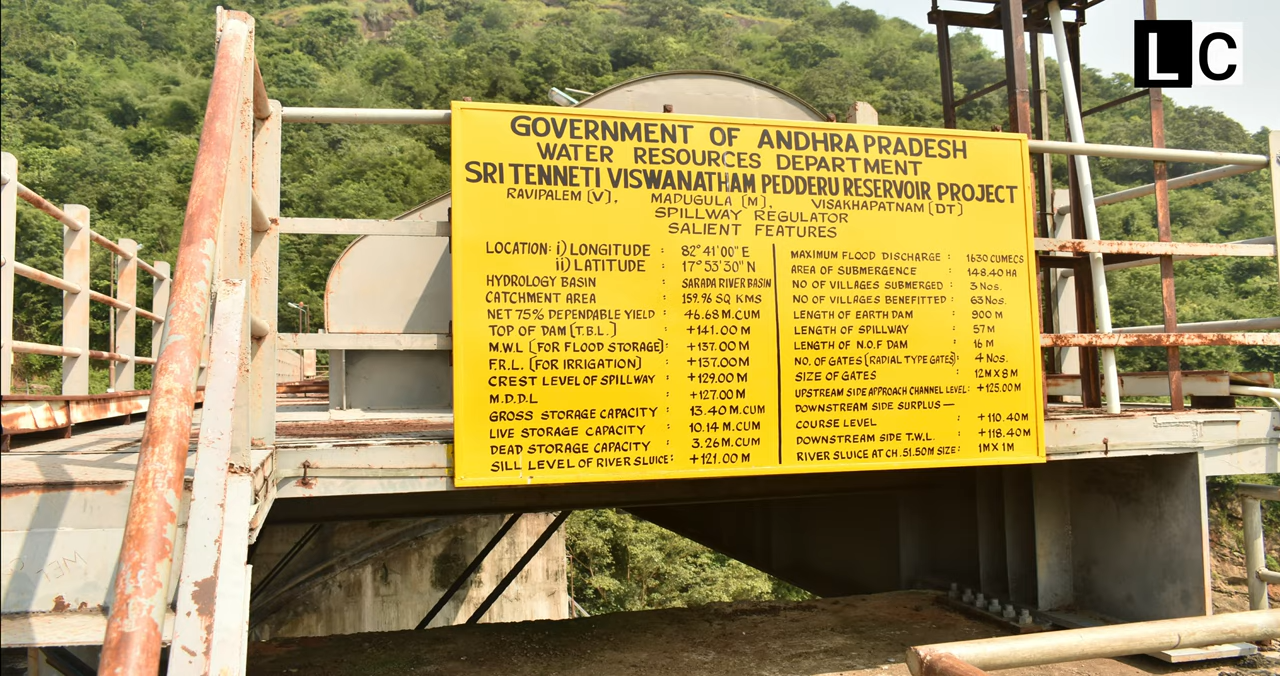 LC
GOVERNMENT OF ANDHRA PRADESH
WATER RESOURCES DEPARTMENT
SRI TENNETI VISWANATHAM PEDDERU RESERVOIR PROJECT
RAVIPALEM (V), MADUGULA (M), VISAKHAPATNAM (DT)
SPILLWAY REGULATOR
SALIENT FEATURES
LOCATION: i) LONGITUDE : 82°41'00" E
ii) LATITUDE : 17°53'30" N
HYDROLOGY BASIN : SARADA RIVER BASIN
CATCHMENT AREA : 159.96 SQ KMS
NET 75% DEPENDABLE YIELD : 46.68 M.CUM
TOP OF DAM (T.B.L.) : +141.00 M
M.W.L (FOR FLOOD STORAGE) : +137.00 M
F.R.L. (FOR IRRIGATION) : +137.00 M
CREST LEVEL OF SPILLWAY : +129.00 M
M.D.D.L : +127.00 M
GROSS STORAGE CAPACITY : 13.40 M.CUM
LIVE STORAGE CAPACITY : 10.14 M.CUM
DEAD STORAGE CAPACITY : 3.26 M.CUM
SILL LEVEL OF RIVER SLUICE : +121.00 M
MAXIMUM FLOOD DISCHARGE : 1630 CUMECS
AREA OF SUBMERGENCE : 148.40 HA
NO OF VILLAGES SUBMERGED : 3 NOS.
NO OF VILLAGES BENEFITTED : 63 NOS.
LENGTH OF EARTH DAM : 900 M
LENGTH OF SPILLWAY : 57 M
LENGTH OF N.O.F DAM : 16 M
NO. OF GATES (RADIAL TYPE GATES) : 4 NOS.
SIZE OF GATES : 12M X 8M
UPSTREAM SIDE APPROACH CHANNEL LEVEL : +125.00 M
DOWNSTREAM SIDE SURPLUS —
COURSE LEVEL : +110.40 M
DOWNSTREAM SIDE T.W.L. : +118.40 M
RIVER SLUICE AT CH. 51.50M SIZE : 1M X 1M